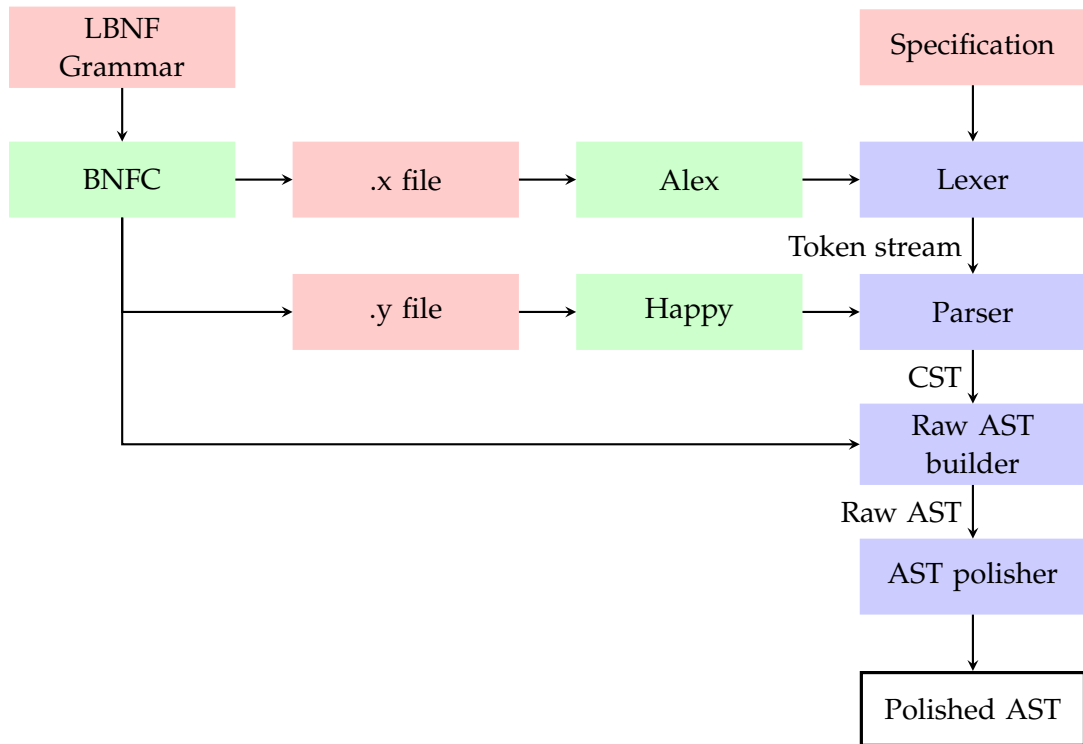 LBNF
Grammar
Specification
BNFC
.x file
Alex
Lexer
Token stream
.y file
Happy
Parser
CST
Raw AST
builder
Raw AST
AST polisher
Polished AST